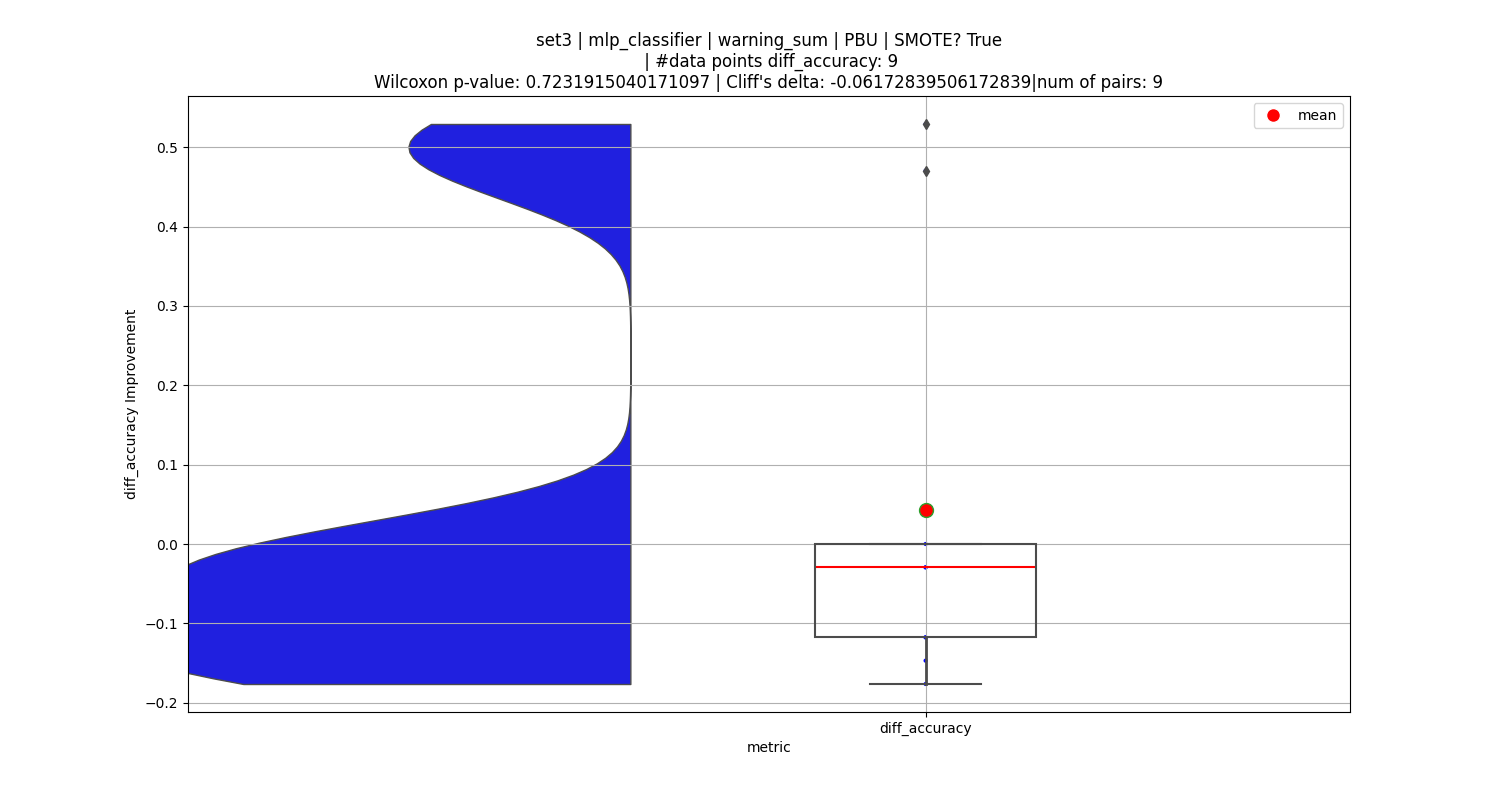 set3 | mlp_classifier | warning_sum | PBU | SMOTE? True
| #data points diff_accuracy: 9
Wilcoxon p-value: 0.7231915040171097 | Cliff's delta: -0.06172839506172839|num of pairs: 9
mean
0.5
0.4
0.3
0.2
0.1
0.0
−0.1
−0.2
diff_accuracy Improvement
diff_accuracy
metric